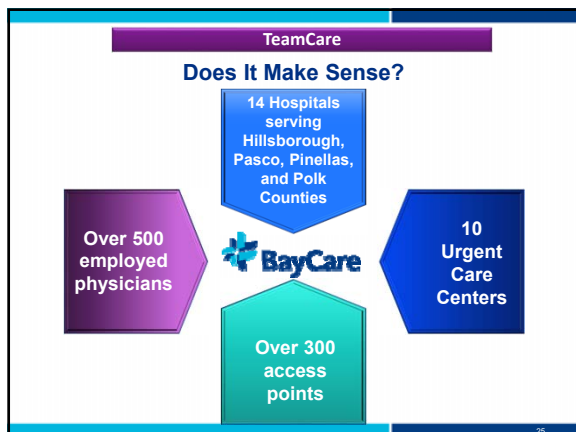 TeamCare
Does It Make Sense?
14 Hospitals
serving
Hillsborough,
Pasco, Pinellas,
and Polk
Counties
Over 500
employed
physicians
BayCare
10
Urgent
Care
Centers
Over 300
access
points
25